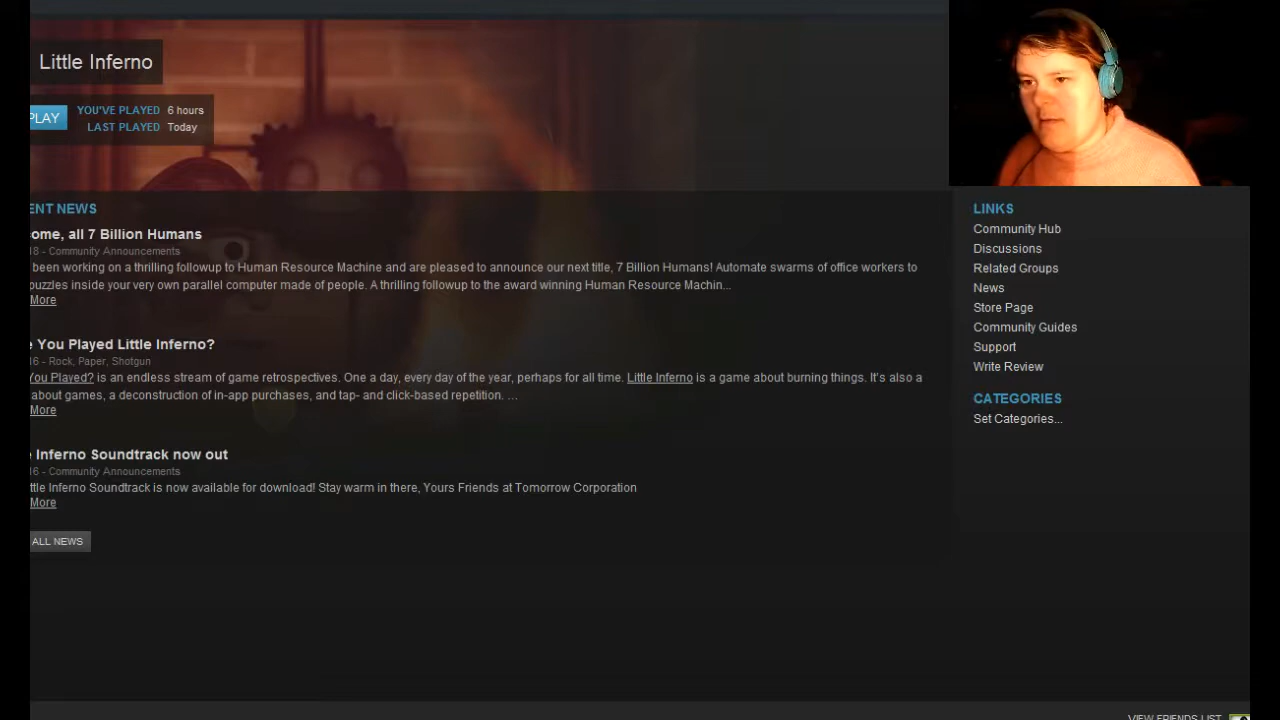 Little Inferno
PLAY
YOU'VE PLAYED 6 hours
LAST PLAYED Today
ENT NEWS
ome, all 7 Billion Humans
18 - Community Announcements
been working on a thrilling followup to Human Resource Machine and are pleased to announce our next title, 7 Billion Humans! Automate swarms of office workers to
puzzles inside your very own parallel computer made of people. A thrilling followup to the award winning Human Resource Machin...
More
e You Played Little Inferno?
16 - Rock, Paper, Shotgun
You Played? is an endless stream of game retrospectives. One a day, every day of the year, perhaps for all time. Little Inferno is a game about burning things. It's also a
about games, a deconstruction of in-app purchases, and tap- and click-based repetition. ...
More
e Inferno Soundtrack now out
16 - Community Announcements
ttle Inferno Soundtrack is now available for download! Stay warm in there, Yours Friends at Tomorrow Corporation
More
ALL NEWS
LINKS
Community Hub
Discussions
Related Groups
News
Store Page
Community Guides
Support
Write Review
CATEGORIES
Set Categories...
VIEW FRIENDS LIST